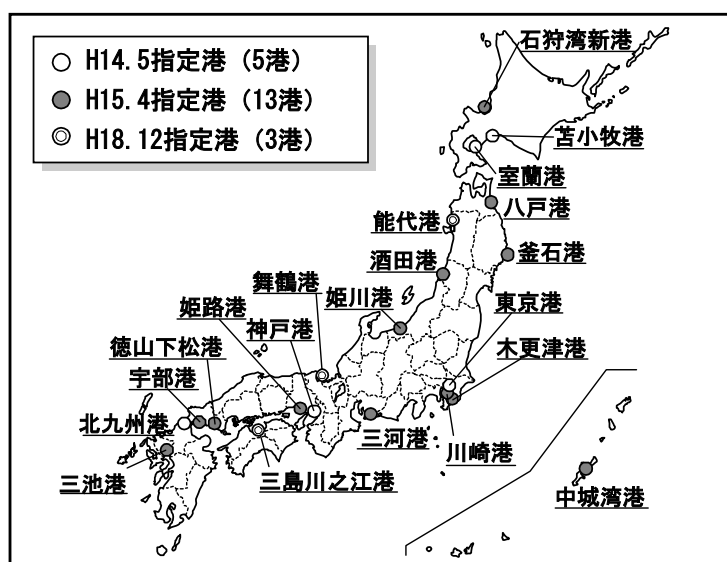 ○ H14.5指定港（5港）
● H15.4指定港（13港）
◎ H18.12指定港（3港）
石狩湾新港
苫小牧港
室蘭港
八戸港
能代港
釜石港
酒田港
舞鶴港
姫川港
姫路港
東京港
神戸港
徳山下松港
木更津港
宇部港
北九州港
三河港
川崎港
三池港
三島川之江港
中城湾港